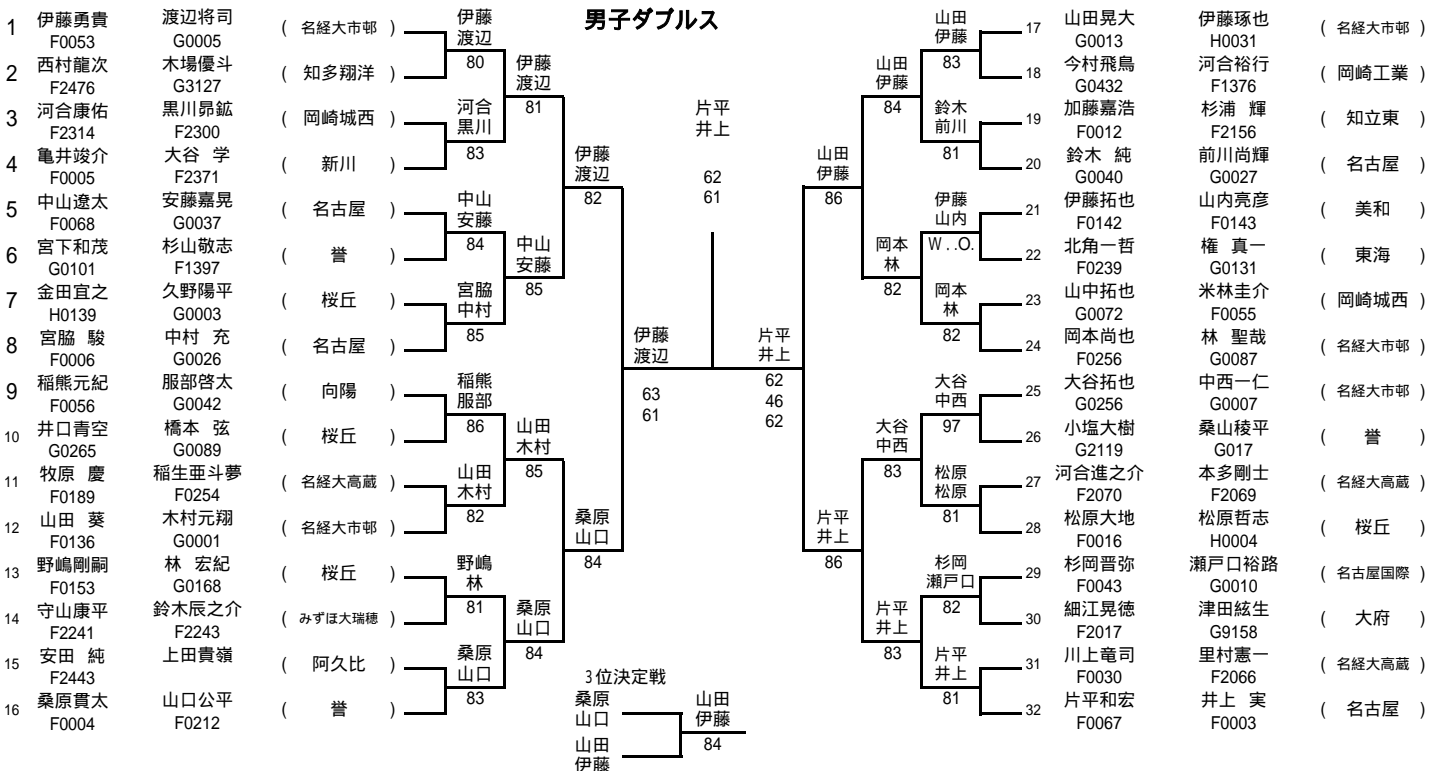 男子ダブルス
1 伊藤勇貴 渡辺将司 ( 名経大市邨 )
F0053 G0005
2 西村龍次 木場優斗 ( 知多翔洋 )
F2476 G3127
3 河合康佑 黒川昴鉱 ( 岡崎城西 )
F2314 F2300
4 亀井竣介 大谷 学 ( 新川 )
F0005 F2371
5 中山遼太 安藤嘉晃 ( 名古屋 )
F0068 G0037
6 宮下和茂 杉山敬志 ( 誉 )
G0101 F1397
7 金田宜之 久野陽平 ( 桜丘 )
H0139 G0003
8 宮脇 駿 中村 充 ( 名古屋 )
F0006 G0026
9 稲熊元紀 服部啓太 ( 向陽 )
F0056 G0042
10 井口青空 橋本 弦 ( 桜丘 )
G0265 G0089
11 牧原 慶 稲生亜斗夢 ( 名経大高蔵 )
F0189 F0254
12 山田 葵 木村元翔 ( 名経大市邨 )
F0136 G0001
13 野嶋剛嗣 林 宏紀 ( 桜丘 )
F0153 G0168
14 守山康平 鈴木辰之介 ( みずほ大瑞穂 )
F2241 F2243
15 安田 純 上田貴嶺 ( 阿久比 )
F2443
16 桑原貫太 山口公平 ( 誉 )
F0004 F0212
伊藤
渡辺
80
河合
黒川
83
中山
安藤
84
宮脇
中村
85
稲熊
服部
86
山田
木村
82
野嶋
林
81
桑原
山口
83
伊藤
渡辺
81
中山
安藤
85
山田
木村
85
桑原
山口
84
伊藤
渡辺
82
桑原
山口
84
伊藤
渡辺
63
61
片平
井上
62
61
片平
井上
62
46
62
山田
伊藤
86
片平
井上
86
山田
伊藤
84
岡本
林
82
大谷
中西
83
片平
井上
83
山田
伊藤
83
鈴木
前川
81
伊藤
山内
W . .O.
岡本
林
82
大谷
中西
97
松原
松原
81
杉岡
瀬戸口
82
片平
井上
81
17 山田晃大 伊藤琢也 ( 名経大市邨 )
G0013 H0031
18 今村飛鳥 河合裕行 ( 岡崎工業 )
G0432 F1376
19 加藤嘉浩 杉浦 輝 ( 知立東 )
F0012 F2156
20 鈴木 純 前川尚輝 ( 名古屋 )
G0040 G0027
21 伊藤拓也 山内亮彦 ( 美和 )
F0142 F0143
22 北角一哲 権 真一 ( 東海 )
F0239 G0131
23 山中拓也 米林圭介 ( 岡崎城西 )
G0072 F0055
24 岡本尚也 林 聖哉 ( 名経大市邨 )
F0256 G0087
25 大谷拓也 中西一仁 ( 名経大市邨 )
G0256 G0007
26 小塩大樹 桑山稜平 ( 誉 )
G2119 G017
27 河合進之介 本多剛士 ( 名経大高蔵 )
F2070 F2069
28 松原大地 松原哲志 ( 桜丘 )
F0016 H0004
29 杉岡晋弥 瀬戸口裕路 ( 名古屋国際 )
F0043 G0010
30 細江晃徳 津田絃生 ( 大府 )
F2017 G9158
31 川上竜司 里村憲一 ( 名経大高蔵 )
F0030 F2066
32 片平和宏 井上 実 ( 名古屋 )
F0067 F0003
3位決定戦
桑原
山口
山田
伊藤
山田
伊藤
84